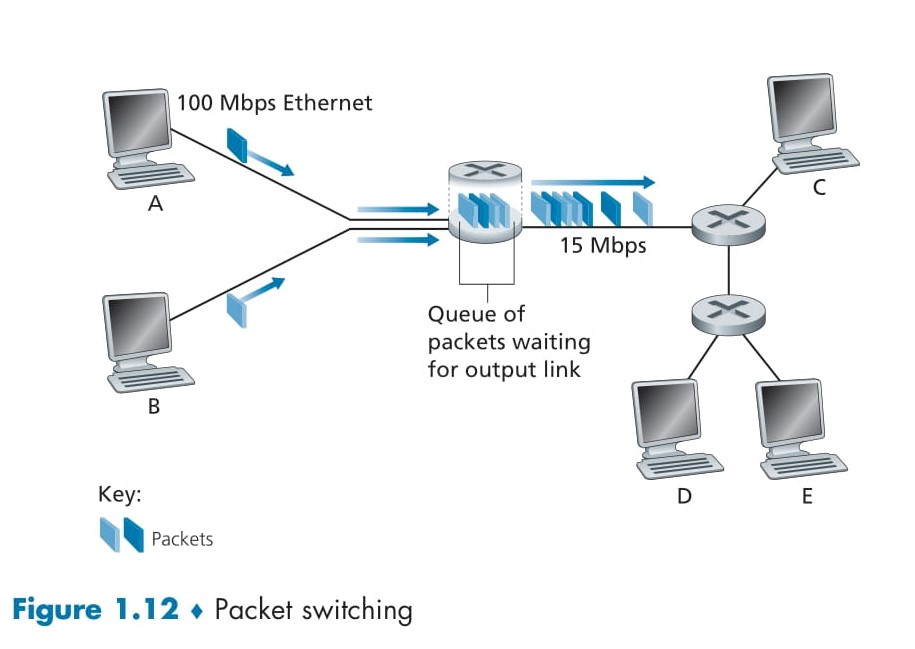 100 Mbps Ethernet
A
C
15 Mbps
Queue of
packets waiting
for output link
B
D
E
Key:
Packets
Figure 1.12 ♦ Packet switching